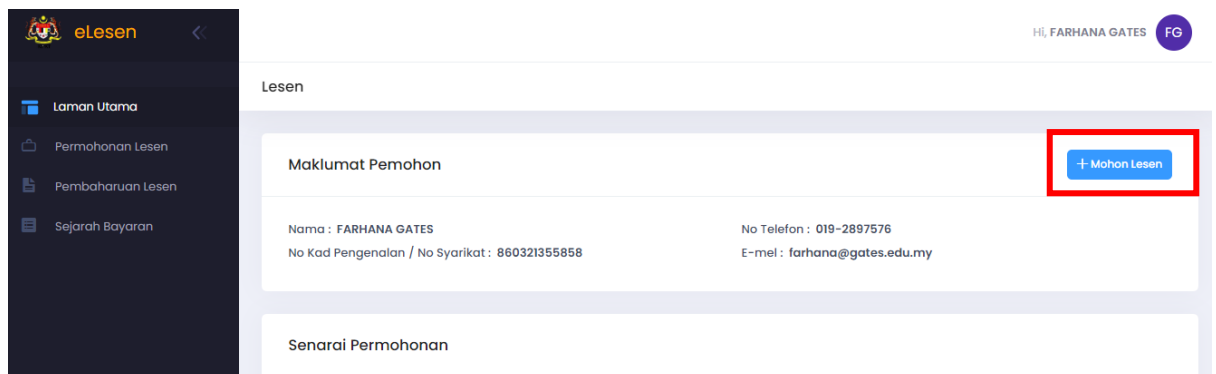 eLesen
Hi, FARHANA GATES FG
Lesen
Laman Utama
Permohonan Lesen
Pembaharuan Lesen
Sejarah Bayaran
Maklumat Pemohon
+ Mohon Lesen
Nama : FARHANA GATES
No Telefon : 019-2897576
No Kad Pengenalan / No Syarikat : 860321355858
E-mel : farhana@gates.edu.my
Senarai Permohonan